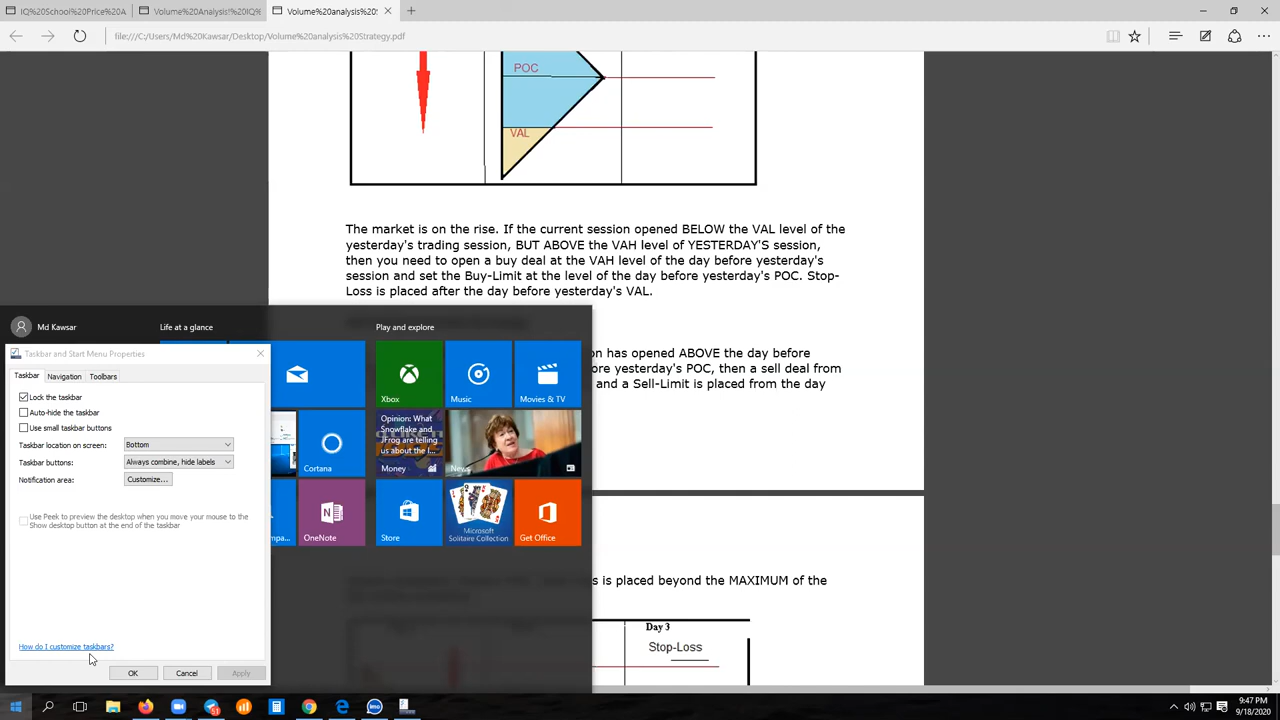 IQ%20School%20Price%20A
Volume%20Analysis!%20IQ%
Volume%20analysis%20S
file:///C:/Users/Md%20Kawsar/Desktop/Volume%20analysis%20Strategy.pdf
POC
VAL
The market is on the rise. If the current session opened BELOW the VAL level of the
yesterday's trading session, BUT ABOVE the VAH level of YESTERDAY'S session,
then you need to open a buy deal at the VAH level of the day before yesterday's
session and set the Buy-Limit at the level of the day before yesterday's POC. Stop-
Loss is placed after the day before yesterday's VAL.
n has opened ABOVE the day before
ore yesterday's POC, then a sell deal from
and a Sell-Limit is placed from the day
s is placed beyond the MAXIMUM of the
Day 3
Stop-Loss
Md Kawsar
Life at a glance
Play and explore
Taskbar and Start Menu Properties
Taskbar
Navigation
Toolbars
Lock the taskbar
Auto-hide the taskbar
Use small taskbar buttons
Taskbar location on screen:
Bottom
Taskbar buttons:
Always combine, hide labels
Notification area:
Customize...
Use Peek to preview the desktop when you move your mouse to the
Show desktop button at the end of the taskbar
How do I customize taskbars?
OK
Cancel
Apply
Xbox
Music
Movies & TV
Cortana
Opinion: What
Snowflake and
JFrog are telling
us about the I...
Money
News
mpa...
OneNote
Store
Microsoft
Solitaire Collection
Get Office
51
imo
9:47 PM
9/18/2020